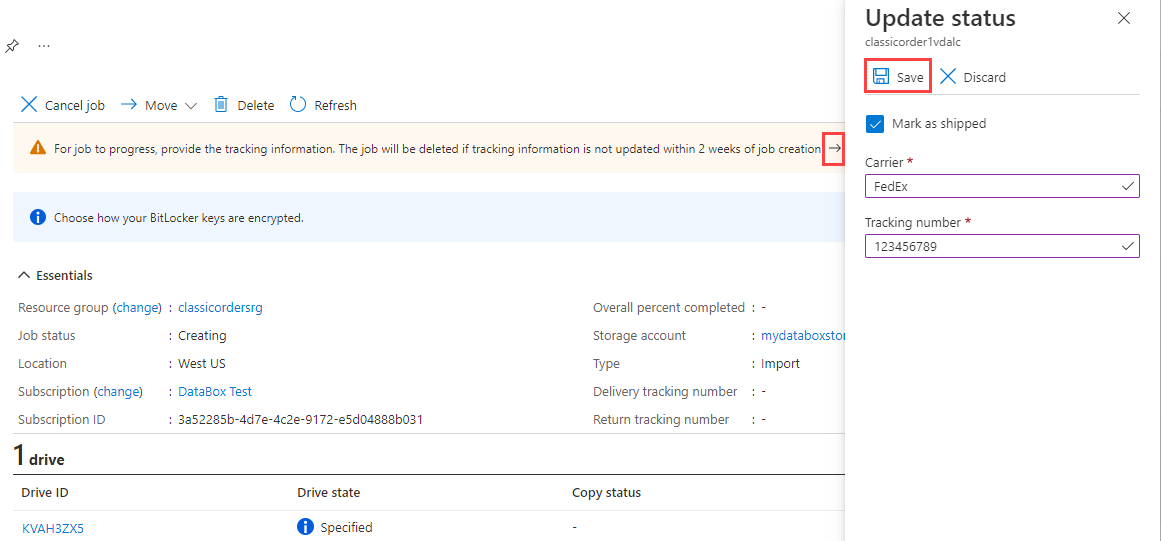 Update status
classicorder1vdalc
Save Discard
Mark as shipped
Carrier *
FedEx
Tracking number *
123456789
...
Cancel job Move Delete Refresh
For job to progress, provide the tracking information. The job will be deleted if tracking information is not updated within 2 weeks of job creation →
Choose how your BitLocker keys are encrypted.
Essentials
Resource group (change) : classicordersrg
Job status : Creating
Location : West US
Subscription (change) : DataBox Test
Subscription ID : 3a52285b-4d7e-4c2e-9172-e5d04888b031
Overall percent completed : -
Storage account : mydataboxstor
Type : Import
Delivery tracking number : -
Return tracking number : -
1 drive
Drive ID Drive state Copy status
KVAH3ZX5 Specified -